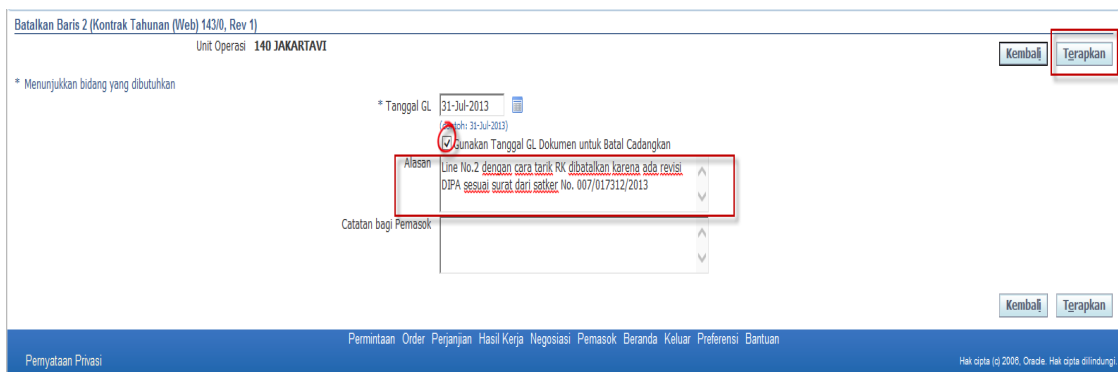 Batalkan Baris 2 (Kontrak Tahunan (Web) 143/0, Rev 1)
Unit Operasi 140 JAKARTAVI
Kembali Terapkan
* Menunjukkan bidang yang dibutuhkan
* Tanggal GL 31-Jul-2013
(contoh: 31-Jul-2013)
Gunakan Tanggal GL Dokumen untuk Batal Cadangkan
Alasan Line No.2 dengan cara tarik RK dibatalkan karena ada revisi
DIPA sesuai surat dari satker No. 007/017312/2013
Catatan bagi Pemasok
Kembali Terapkan
Permintaan Order Perjanjian Hasil Kerja Negosiasi Pemasok Beranda Keluar Preferensi Bantuan
Pernyataan Privasi Hak cipta (c) 2006, Oracle. Hak cipta dilindungi.